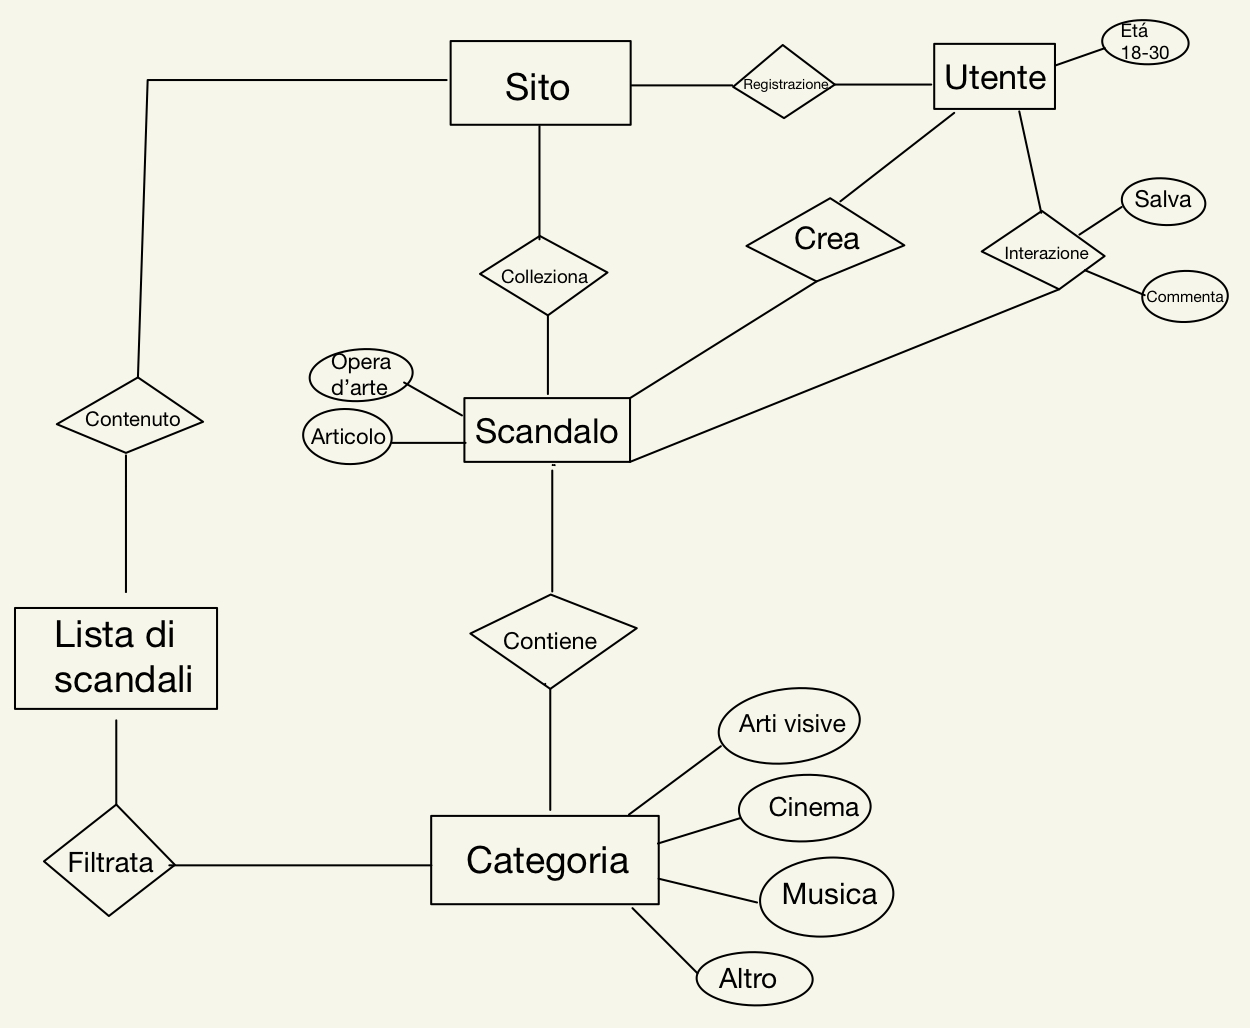 Sito
Registrazione
Utente
Etá
18-30
Salva
Crea
Interazione
Colleziona
Commenta
Opera
d'arte
Contenuto
Articolo
Scandalo
Lista di
scandali
Contiene
Arti visive
Cinema
Filtrata
Categoria
Musica
Altro